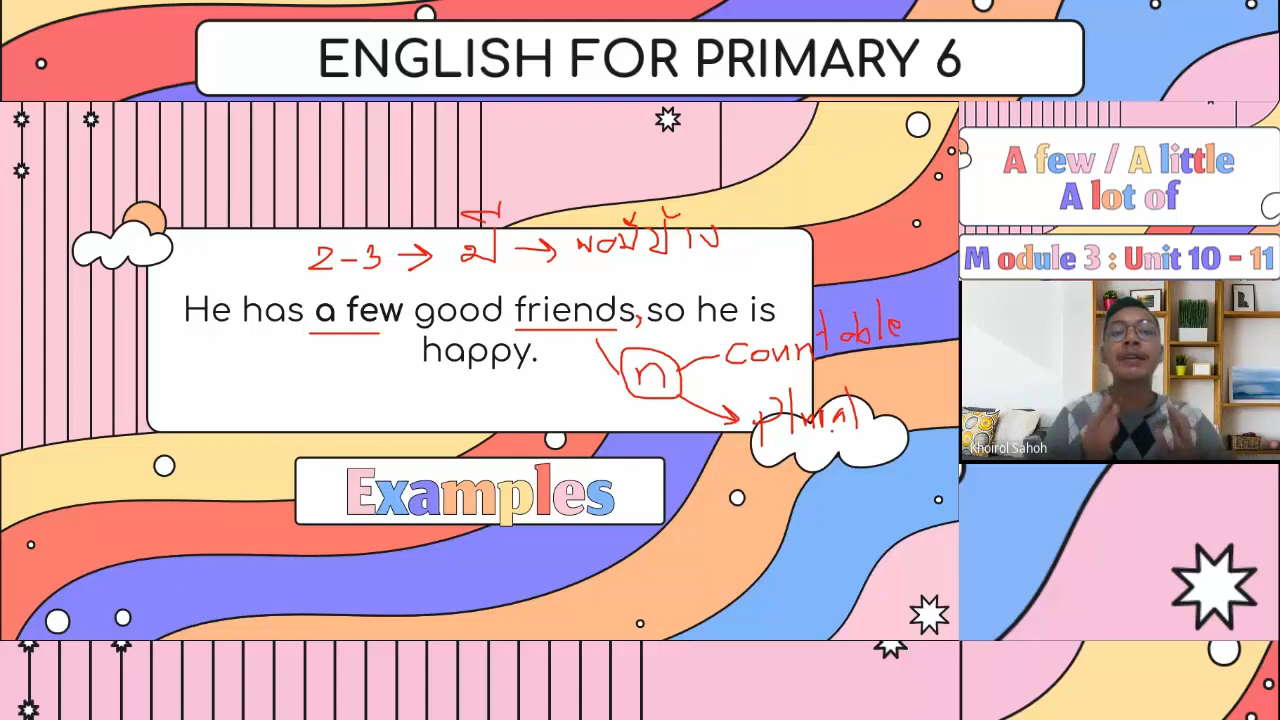 ENGLISH FOR PRIMARY 6
A few / A little
A lot of
Module 3 : Unit 10 - 11
2-3 → มี → พอมีบ้าง
He has a few good friends, so he is
happy.
n
countable
plural
Examples
Khoirol Sahoh